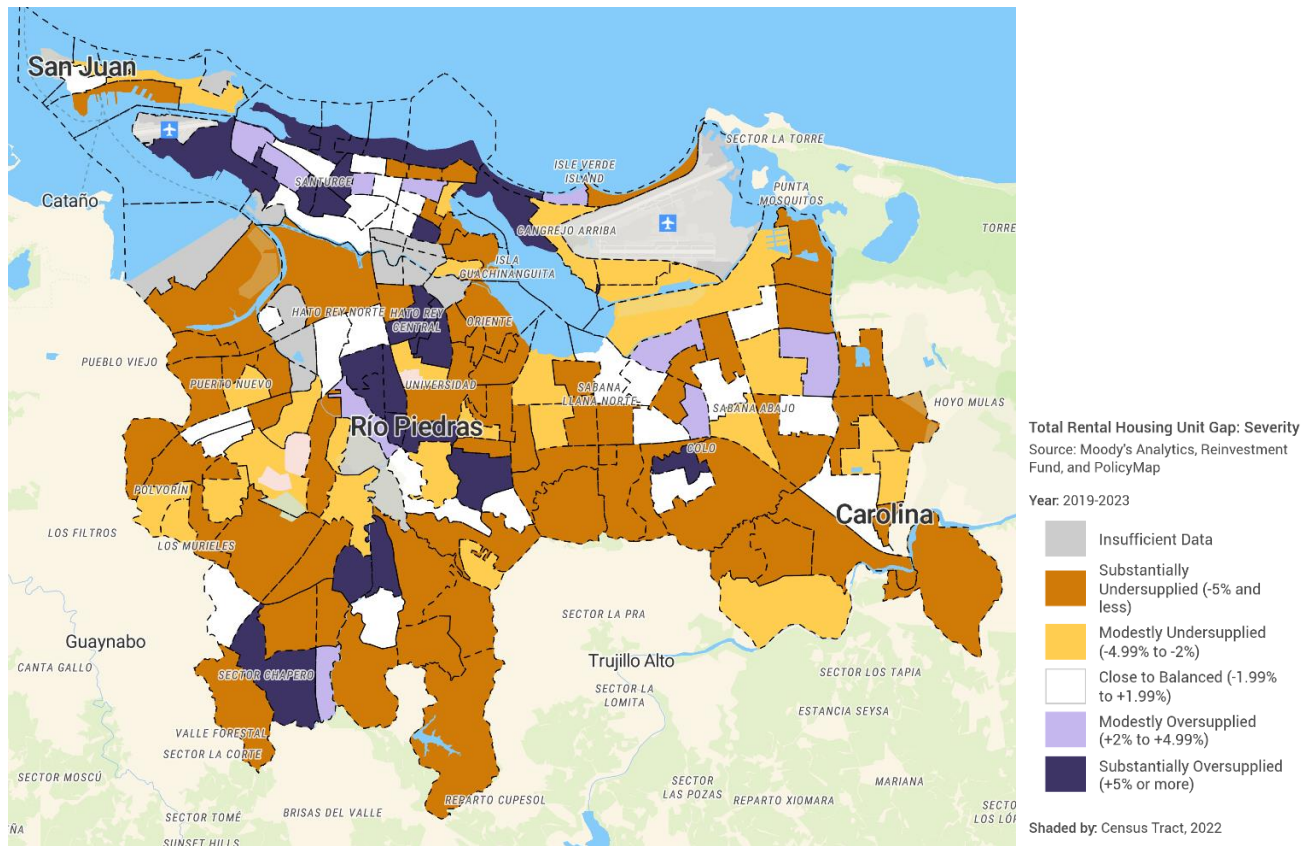 San Juan
SECTOR LA TORRE
ISLE VERDE
ISLAND
SANTURCE
PUNTA
MOSQUITOS
Cataño
TORRE
CANGREJO ARRIBA
ISLA
GUACHINANGUITA
HATO REY NORTE
HATO REY
CENTRAL
ORIENTE
PUEBLO VIEJO
PUERTO NUEVO
UNIVERSIDAD
SABANA
LLANA NORTE
SABANA ABAJO
HOYO MULAS
Río Piedras
COLO
POLVORÍN
Carolina
LOS FILTROS
LOS MURIELES
SECTOR LA PRA
Guaynabo
Trujillo Alto
CANTA GALLO
SECTOR CHAPERO
SECTOR LOS TAPIA
SECTOR LA
LOMITA
ESTANCIA SEYSA
VALLE FORESTAL
SECTOR LA CORTE
SECTOR MOSCÚ
SECTOR
LAS POZAS
MARIANA
REPARTO CUPESOL
REPARTO XIOMARA
SECTO
LOS LÓP
BRISAS DEL VALLE
SECTOR TOMÉ
ÑA
SUNSET HILLS
Total Rental Housing Unit Gap: Severity
Source: Moody's Analytics, Reinvestment
Fund, and PolicyMap
Year: 2019-2023
Insufficient Data
Substantially
Undersupplied (-5% and
less)
Modestly Undersupplied
(-4.99% to -2%)
Close to Balanced (-1.99%
to +1.99%)
Modestly Oversupplied
(+2% to +4.99%)
Substantially Oversupplied
(+5% or more)
Shaded by: Census Tract, 2022